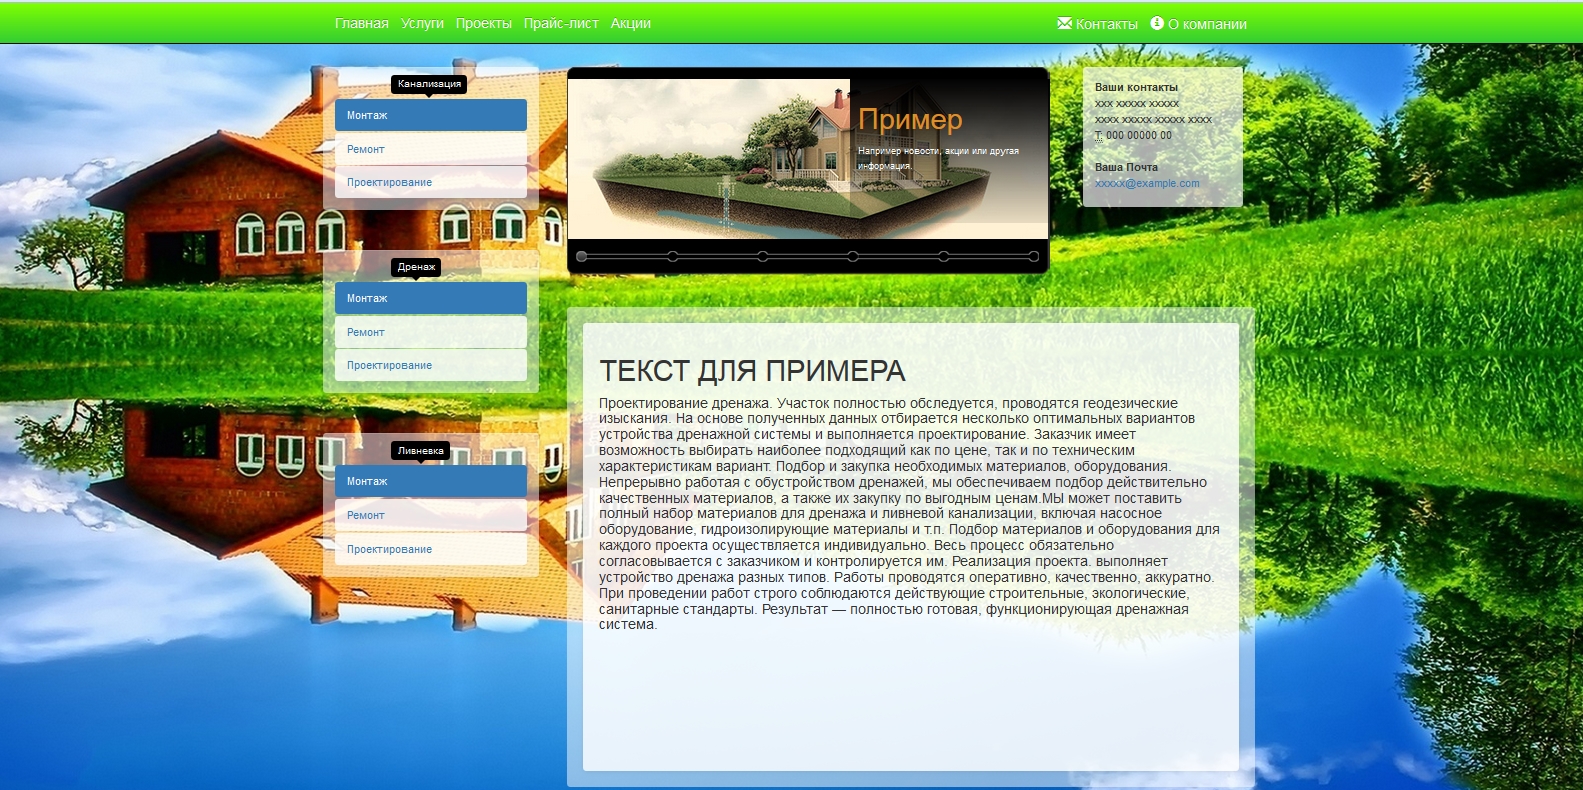 Главная Услуги Проекты Прайс-лист Акции
Контакты О компании
Канализация
Монтаж
Ремонт
Проектирование
Дренаж
Монтаж
Ремонт
Проектирование
Ливневка
Монтаж
Ремонт
Проектирование
Пример
Например новости, акции или другая
информация.
Ваши контакты
xxx xxxxx xxxxx
xxxx xxxxx xxxxx xxxx
T: 000 00000 00
Ваша Почта
xxxxx@example.com
ТЕКСТ ДЛЯ ПРИМЕРА
Проектирование дренажа. Участок полностью обследуется, проводятся геодезические
изыскания. На основе полученных данных отбирается несколько оптимальных вариантов
устройства дренажной системы и выполняется проектирование. Заказчик имеет
возможность выбирать наиболее подходящий как по цене, так и по техническим
характеристикам вариант. Подбор и закупка необходимых материалов, оборудования.
Непрерывно работая с обустройством дренажей, мы обеспечиваем подбор действительно
качественных материалов, а также их закупку по выгодным ценам.МЫ может поставить
полный набор материалов для дренажа и ливневой канализации, включая насосное
оборудование, гидроизолирующие материалы и т.п. Подбор материалов и оборудования для
каждого проекта осуществляется индивидуально. Весь процесс обязательно
согласовывается с заказчиком и контролируется им. Реализация проекта. выполняет
устройство дренажа разных типов. Работы проводятся оперативно, качественно, аккуратно.
При проведении работ строго соблюдаются действующие строительные, экологические,
санитарные стандарты. Результат — полностью готовая, функционирующая дренажная
система.